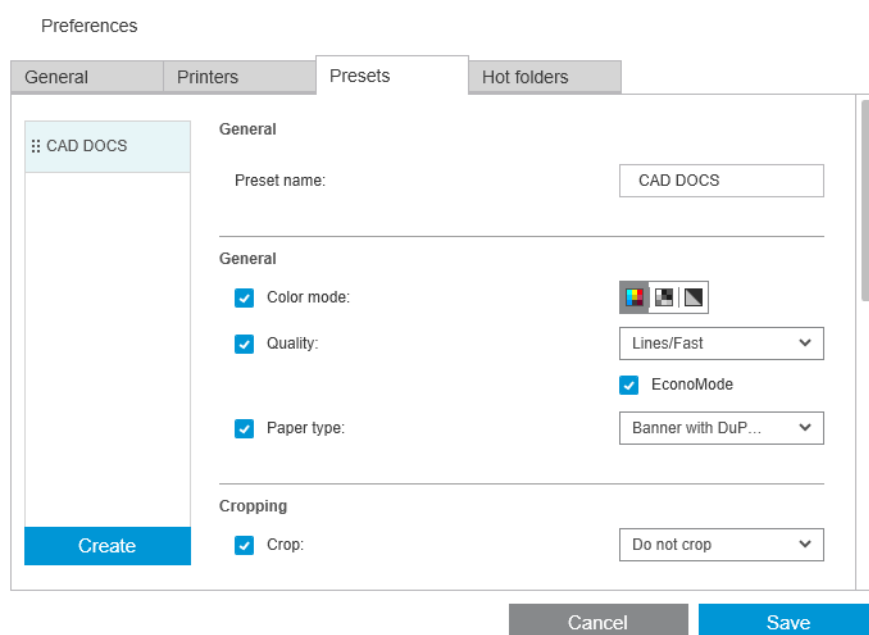 Preferences
General
Printers
Presets
Hot folders
CAD DOCS
General
Preset name:
CAD DOCS
General
Color mode:
Quality:
Lines/Fast
EconoMode
Paper type:
Banner with DuP...
Cropping
Crop:
Do not crop
Create
Cancel
Save